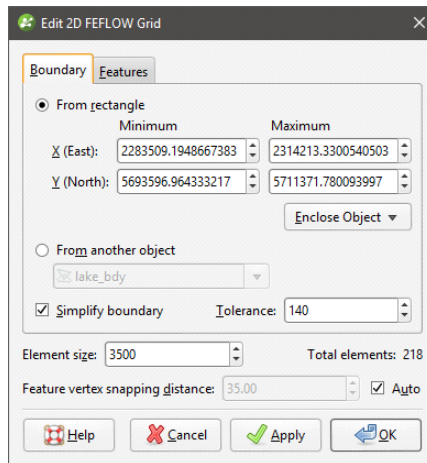 Edit 2D FEFLOW Grid
Boundary Features
From rectangle
Minimum Maximum
X (East): 2283509.1948667383 2314213.3300540503
Y (North): 5693596.964333217 5711371.780093997
Enclose Object
From another object
lake_bdy
Simplify boundary Tolerance: 140
Element size: 3500 Total elements: 218
Feature vertex snapping distance: 35.00 Auto
Help Cancel Apply OK